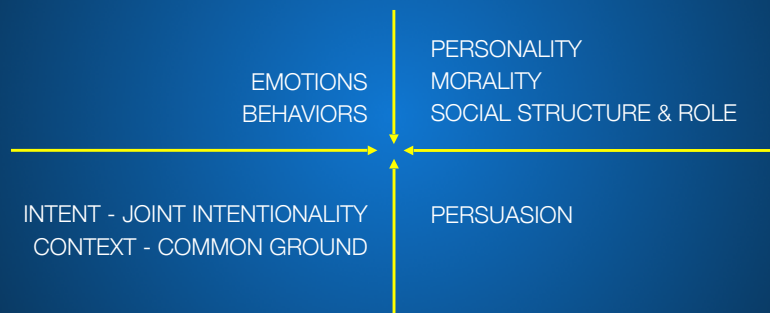 EMOTIONS
BEHAVIORS
PERSONALITY
MORALITY
SOCIAL STRUCTURE & ROLE
INTENT - JOINT INTENTIONALITY
CONTEXT - COMMON GROUND
PERSUASION